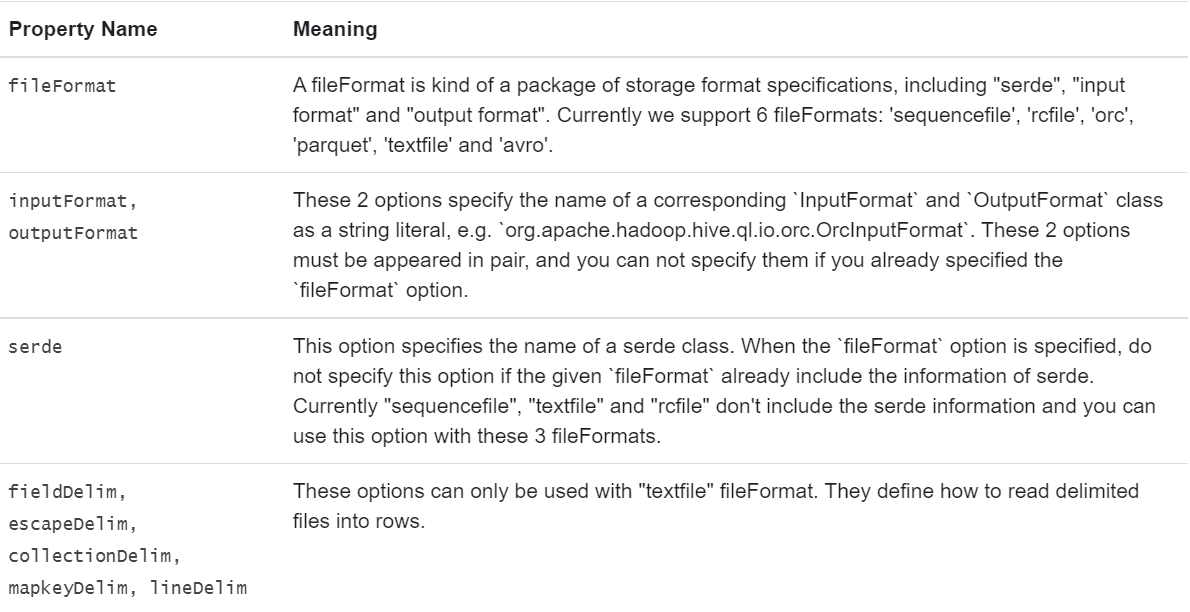 Property Name Meaning
fileFormat A fileFormat is kind of a package of storage format specifications, including "serde", "input
format" and "output format". Currently we support 6 fileFormats: 'sequencefile', 'rcfile', 'orc',
'parquet', 'textfile' and 'avro'.
inputFormat, These 2 options specify the name of a corresponding `InputFormat` and `OutputFormat` class
outputFormat as a string literal, e.g. `org.apache.hadoop.hive.ql.io.orc.OrcInputFormat`. These 2 options
must be appeared in pair, and you can not specify them if you already specified the
`fileFormat` option.
serde This option specifies the name of a serde class. When the `fileFormat` option is specified, do
not specify this option if the given `fileFormat` already include the information of serde.
Currently "sequencefile", "textfile" and "rcfile" don't include the serde information and you can
use this option with these 3 fileFormats.
fieldDelim, These options can only be used with "textfile" fileFormat. They define how to read delimited
escapeDelim, files into rows.
collectionDelim,
mapkeyDelim, lineDelim